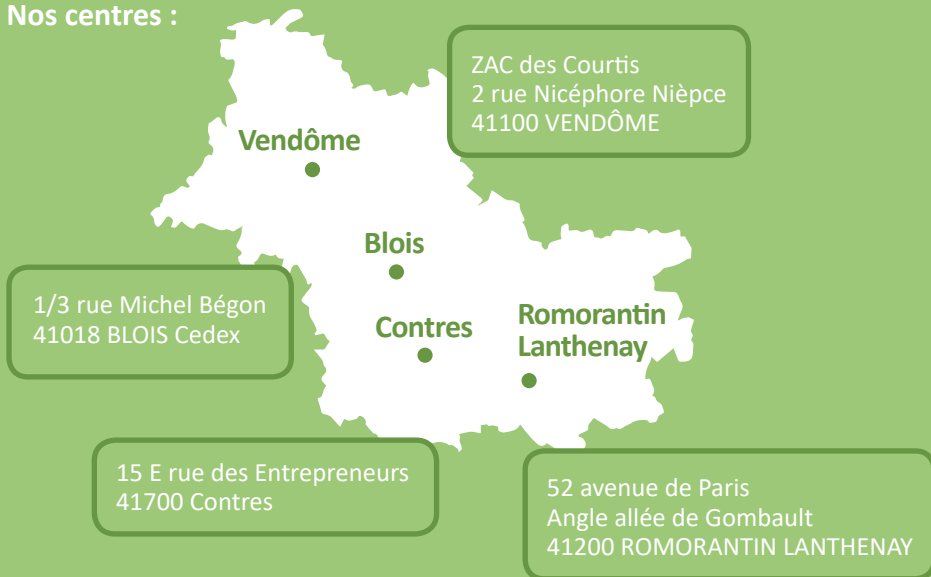 Nos centres :
ZAC des Courtis
2 rue Nicéphore Nièpce
41100 VENDÔME
Vendôme
Blois
1/3 rue Michel Bégon
41018 BLOIS Cedex
Contres
Romorantin
Lanthenay
15 E rue des Entrepreneurs
41700 Contres
52 avenue de Paris
Angle allée de Gombault
41200 ROMORANTIN LANTHENAY